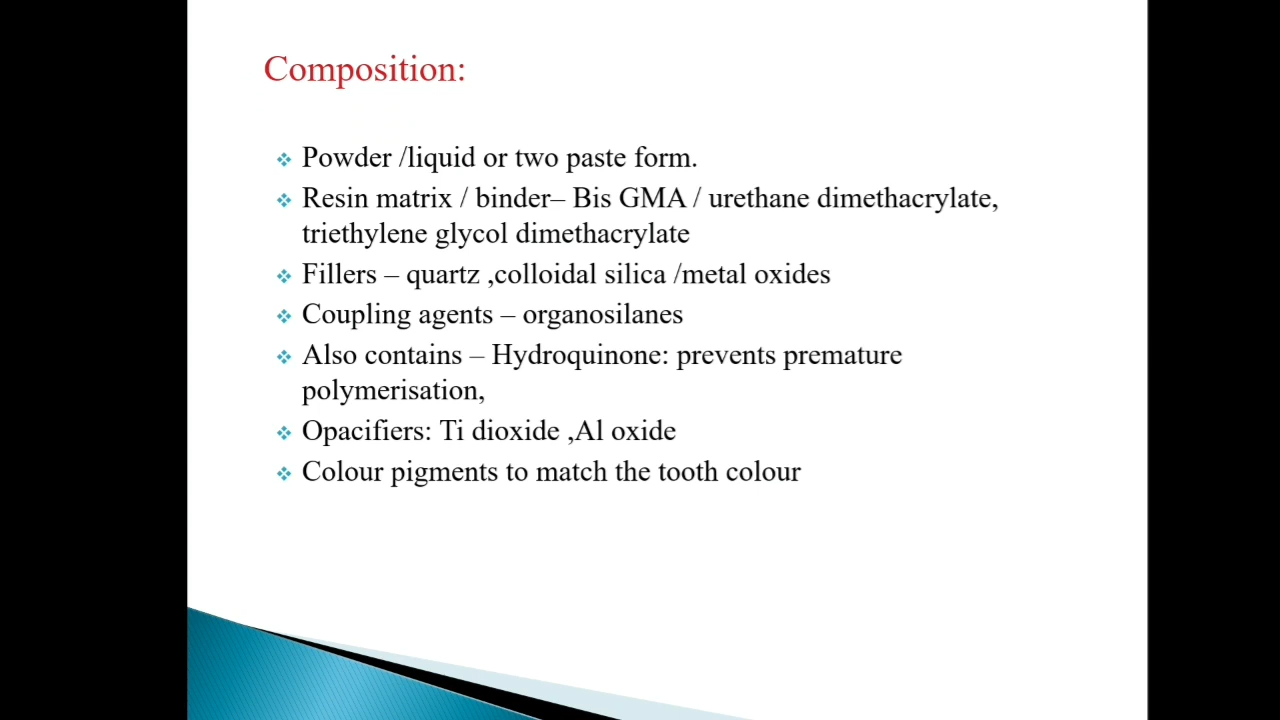 Composition:
Powder /liquid or two paste form.
Resin matrix / binder– Bis GMA / urethane dimethacrylate,
triethylene glycol dimethacrylate
Fillers – quartz ,colloidal silica /metal oxides
Coupling agents – organosilanes
Also contains – Hydroquinone: prevents premature
polymerisation,
Opacifiers: Ti dioxide ,Al oxide
Colour pigments to match the tooth colour